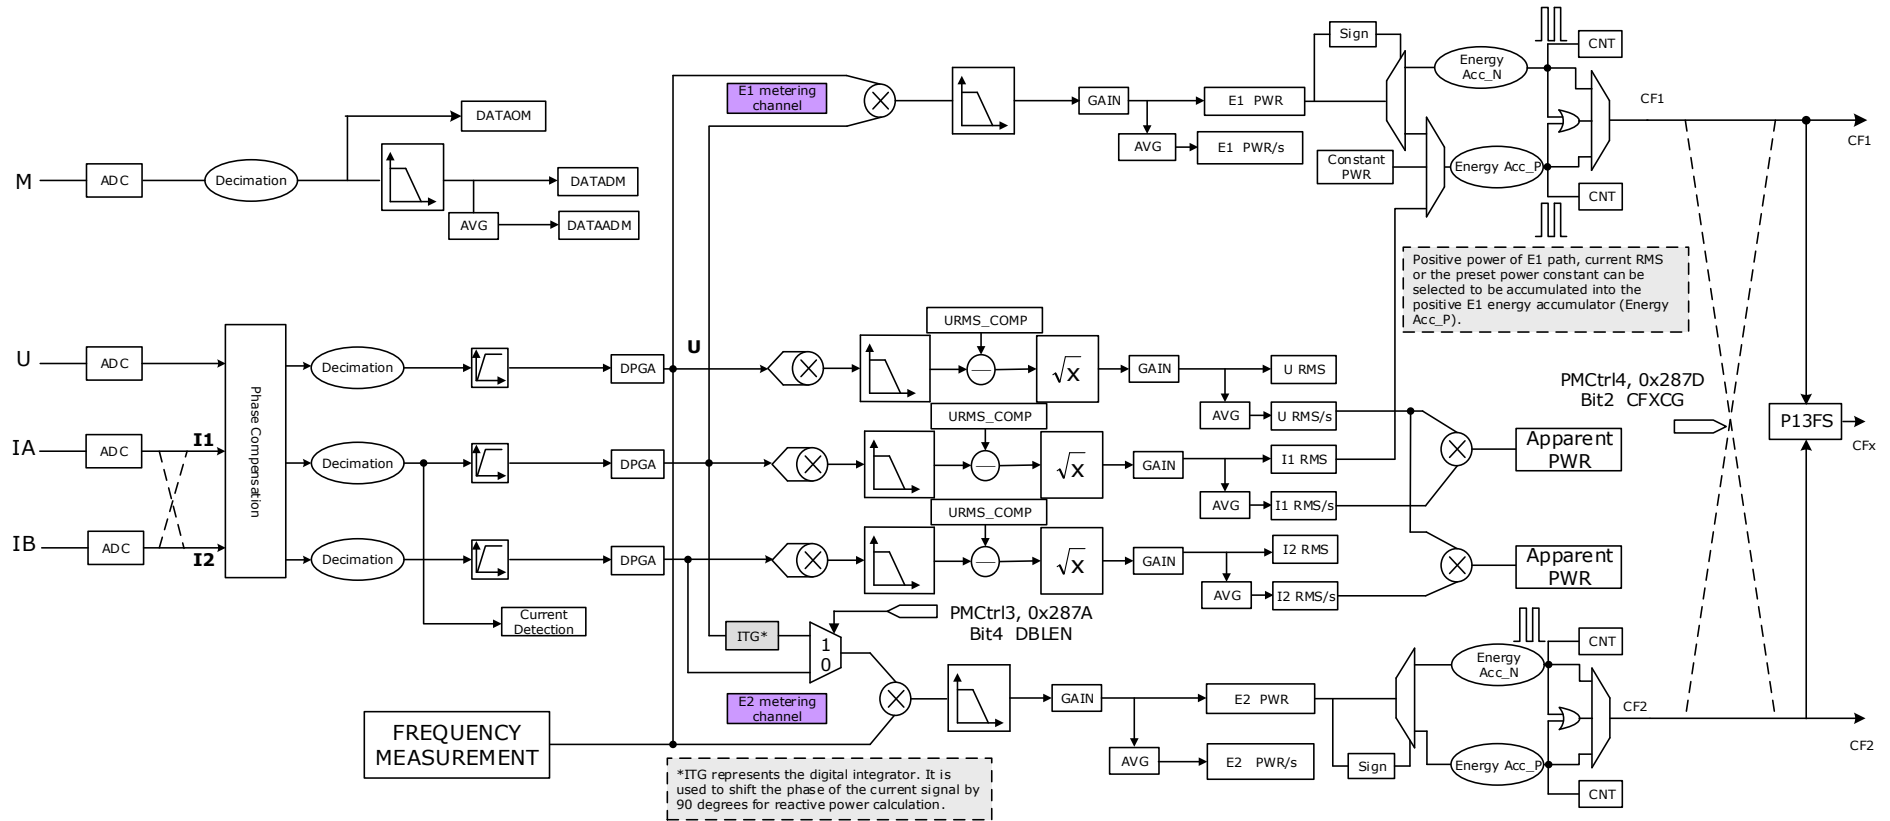 Sign
CNT
Energy
Acc_N
E1 metering
channel
GAIN
E1 PWR
CF1
DATAOM
AVG
E1 PWR/s
CF1
Constant
PWR
Energy Acc_P
M
ADC
Decimation
DATADM
CNT
AVG
DATAADM
Positive power of E1 path, current RMS
or the preset power constant can be
selected to be accumulated into the
positive E1 energy accumulator (Energy
Acc_P).
URMS_COMP
U
U
ADC
Decimation
DPGA
√x
GAIN
U RMS
PMCtrl4, 0x287D
Bit2 CFXCG
Phase Compensation
URMS_COMP
AVG
U RMS/s
P13FS
CFx
IA
ADC
I1
Decimation
DPGA
√x
GAIN
I1 RMS
Apparent
PWR
AVG
I1 RMS/s
URMS_COMP
IB
ADC
I2
Decimation
DPGA
√x
GAIN
I2 RMS
Apparent
PWR
AVG
I2 RMS/s
Current
Detection
PMCtrl3, 0x287A
Bit4 DBLEN
ITG*
1
0
CNT
Energy
Acc_N
E2 metering
channel
GAIN
E2 PWR
CF2
CF2
FREQUENCY
MEASUREMENT
AVG
E2 PWR/s
Sign
Energy Acc_P
CNT
*ITG represents the digital integrator. It is
used to shift the phase of the current signal by
90 degrees for reactive power calculation.